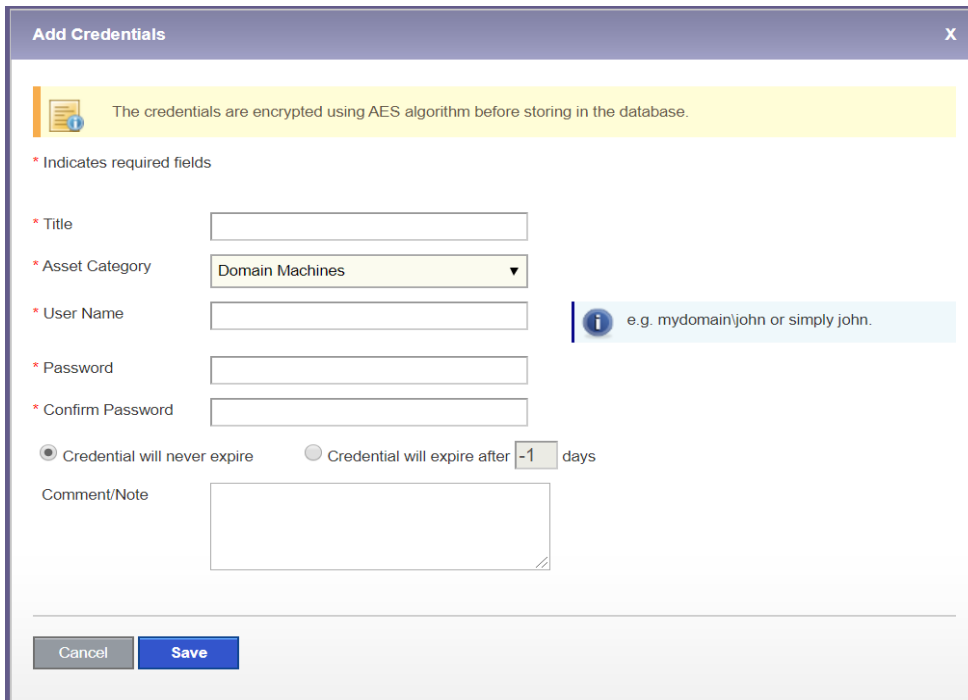 Add Credentials X
The credentials are encrypted using AES algorithm before storing in the database.
* Indicates required fields
* Title
* Asset Category Domain Machines
* User Name e.g. mydomain\john or simply john.
* Password
* Confirm Password
Credential will never expire Credential will expire after -1 days
Comment/Note
Cancel Save